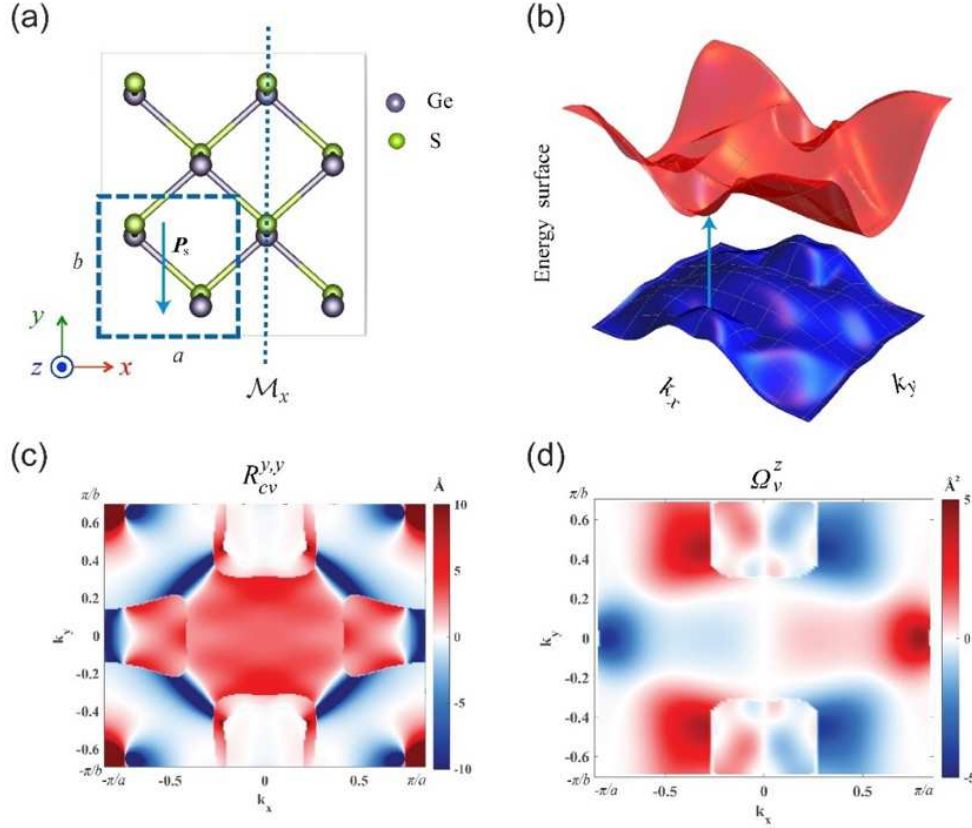 (a)
Ge
S
P_s
b
a
y
z
x
M_x
(b)
Energy surface
k_x
k_y
(c)
R_{cv}^{y,y}
Å
π/b
0.6
0.4
0.2
0
-0.2
-0.4
-0.6
-π/b
k_y
-π/a
-0.5
0
0.5
π/a
k_x
10
5
0
-5
-10
(d)
Ω_v^z
Å²
π/b
0.6
0.4
0.2
0
-0.2
-0.4
-0.6
-π/b
k_y
-π/a
-0.5
0
0.5
π/a
k_x
5
0
-5